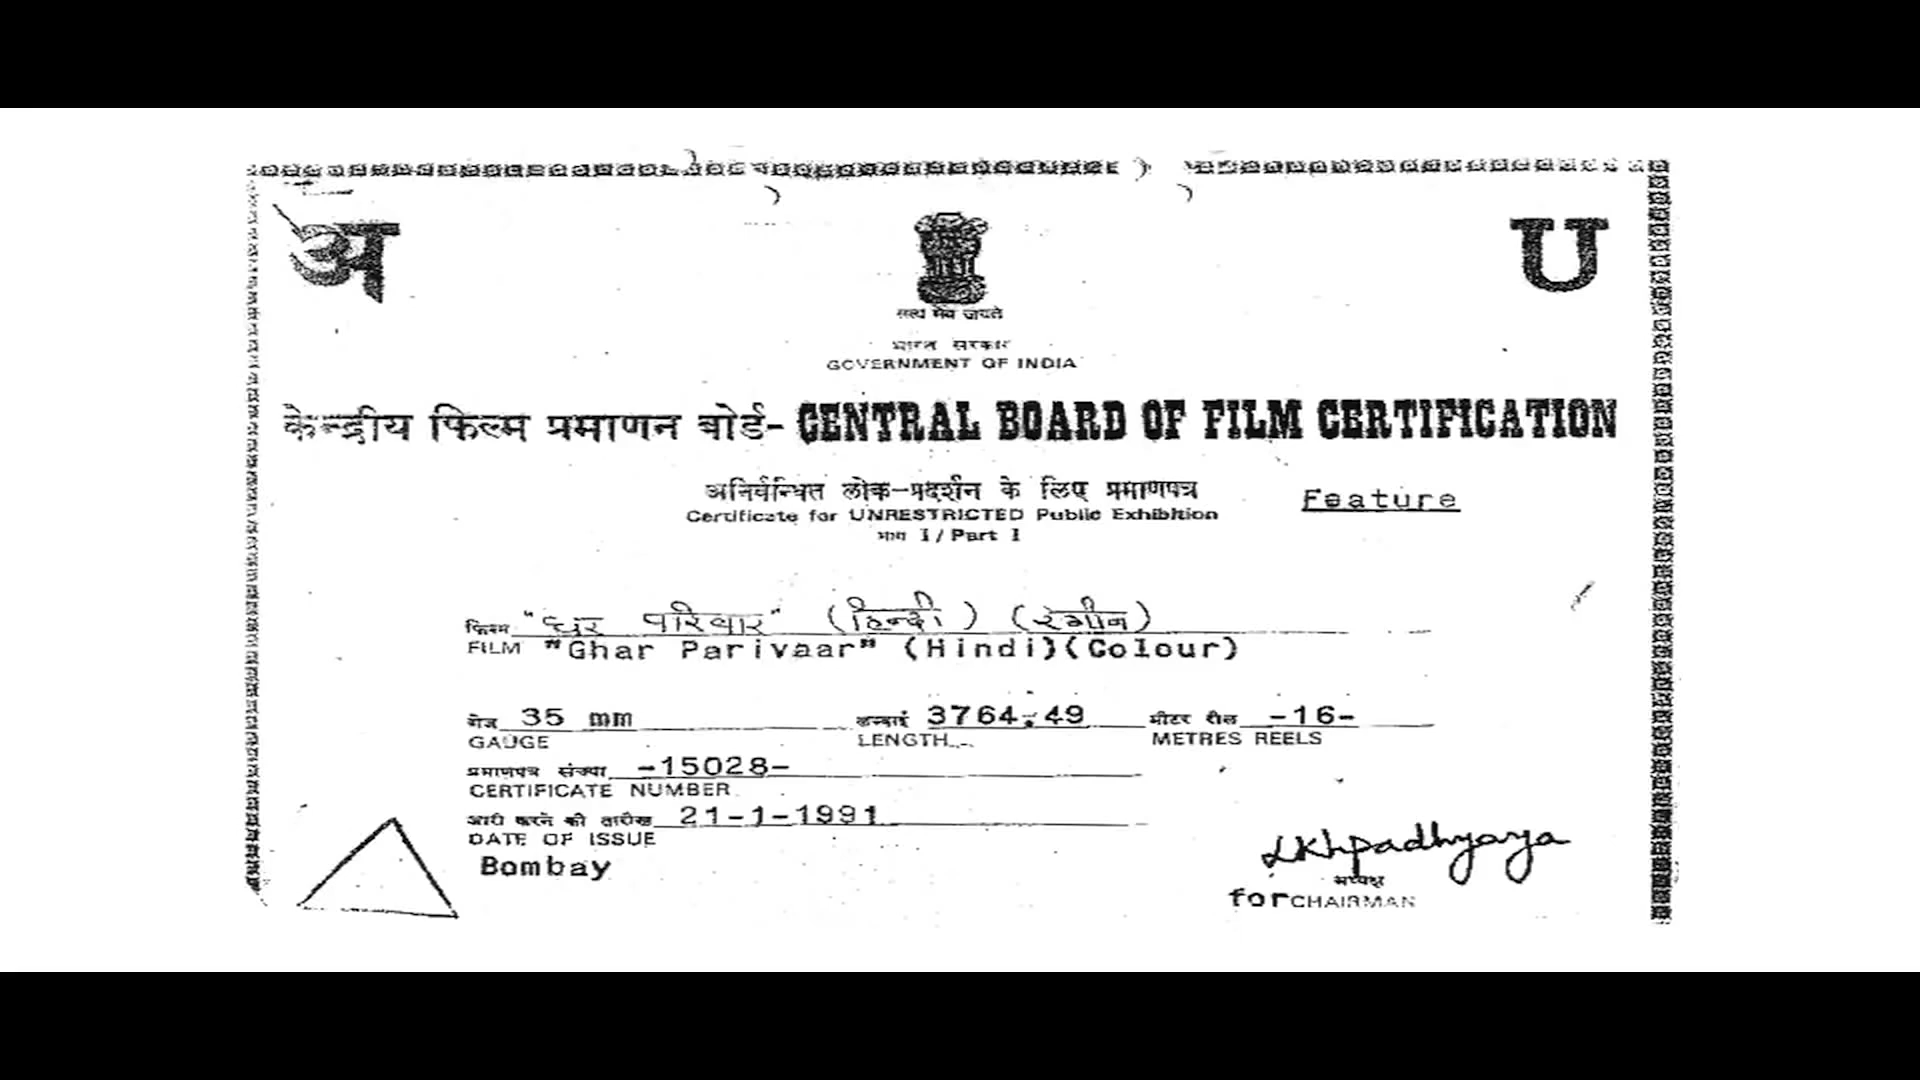 अ
U
सत्यमेव जयते
भारत सरकार
GOVERNMENT OF INDIA
केन्द्रीय फिल्म प्रमाणन बोर्ड- CENTRAL BOARD OF FILM CERTIFICATION
अनिर्बन्धित लोक-प्रदर्शन के लिए प्रमाणपत्र
Certificate for UNRESTRICTED Public Exhibition
Feature
भाग I / Part I
फिल्म "घर परिवार" (हिन्दी) (रंगीन)
FILM "Ghar Parivaar" (Hindi)(Colour)
गेज 35 mm लम्बाई 3764.49 मीटर रील -16-
GAUGE LENGTH METRES REELS
प्रमाणपत्र संख्या -15028-
CERTIFICATE NUMBER
जारी करने की तारीख 21-1-1991
DATE OF ISSUE
Bombay
अध्यक्ष
for CHAIRMAN